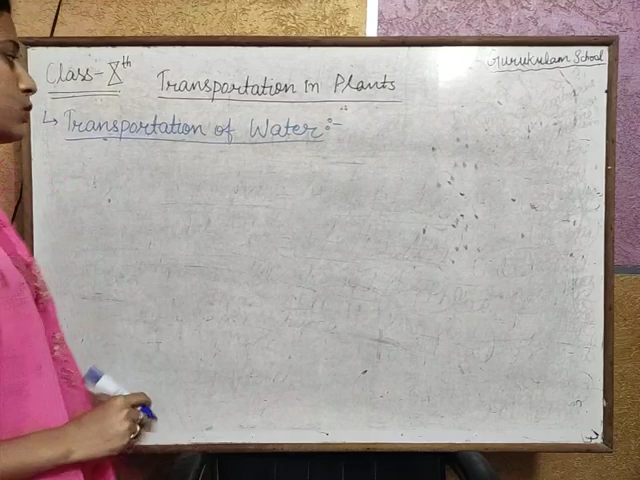 Gurukulam School
Class-Xth
Transportation in Plants
↳ Transportation of Water:-